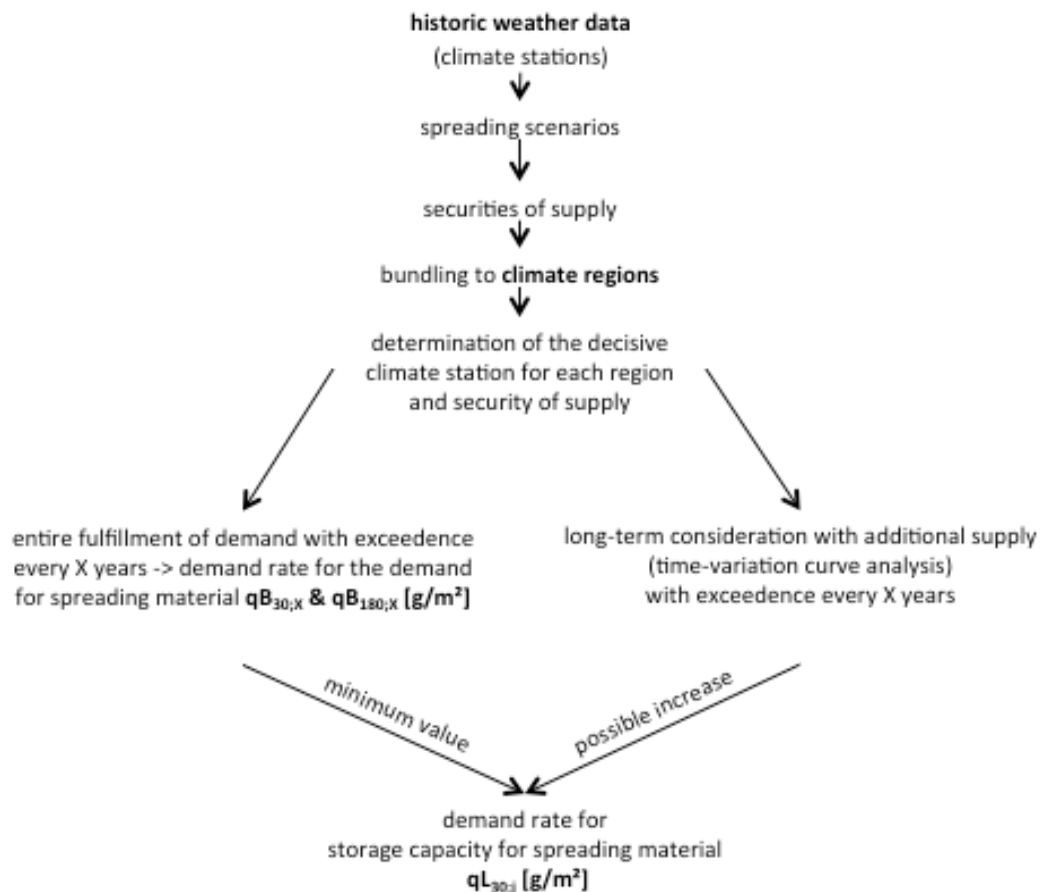 historic weather data
(climate stations)
spreading scenarios
securities of supply
bundling to climate regions
determination of the decisive
climate station for each region
and security of supply
entire fulfillment of demand with exceedence
every X years -> demand rate for the demand
for spreading material qB₃₀;ₓ & qB₁₈₀;ₓ [g/m²]
long-term consideration with additional supply
(time-variation curve analysis)
with exceedence every X years
minimum value
possible increase
demand rate for
storage capacity for spreading material
qL₃₀;ᵢ [g/m²]